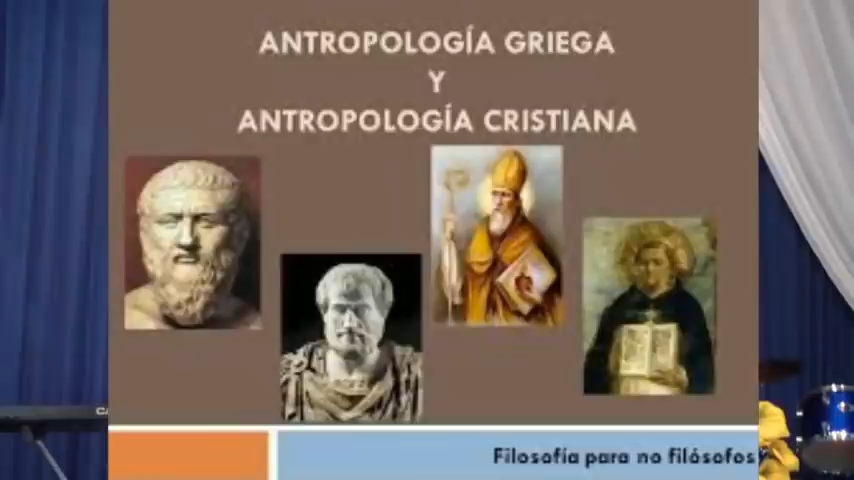 ANTROPOLOGÍA GRIEGA
Y
ANTROPOLOGÍA CRISTIANA
Filosofía para no filósofos